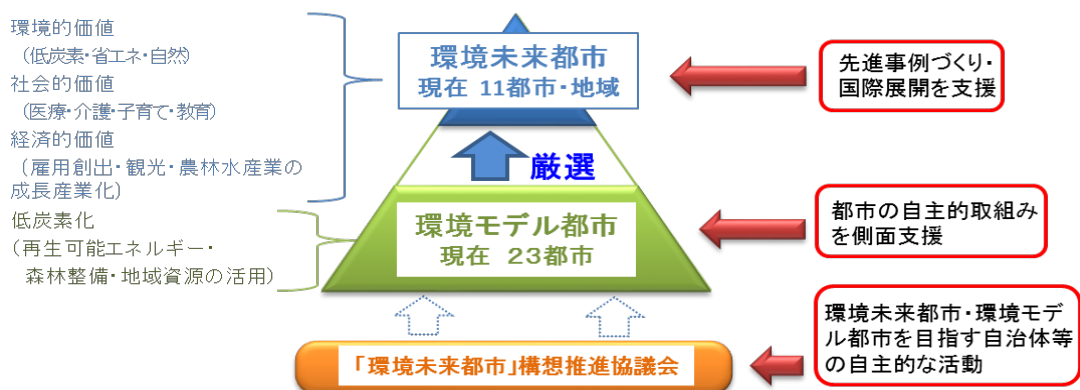 環境的価値
（低炭素・省エネ・自然）
社会的価値
（医療・介護・子育て・教育）
経済的価値
（雇用創出・観光・農林水産業の
成長産業化）
低炭素化
（再生可能エネルギー・
森林整備・地域資源の活用）
環境未来都市
現在 11都市・地域
厳選
環境モデル都市
現在 23都市
「環境未来都市」構想推進協議会
先進事例づくり・
国際展開を支援
都市の自主的取組み
を側面支援
環境未来都市・環境モデ
ル都市を目指す自治体等
の自主的な活動